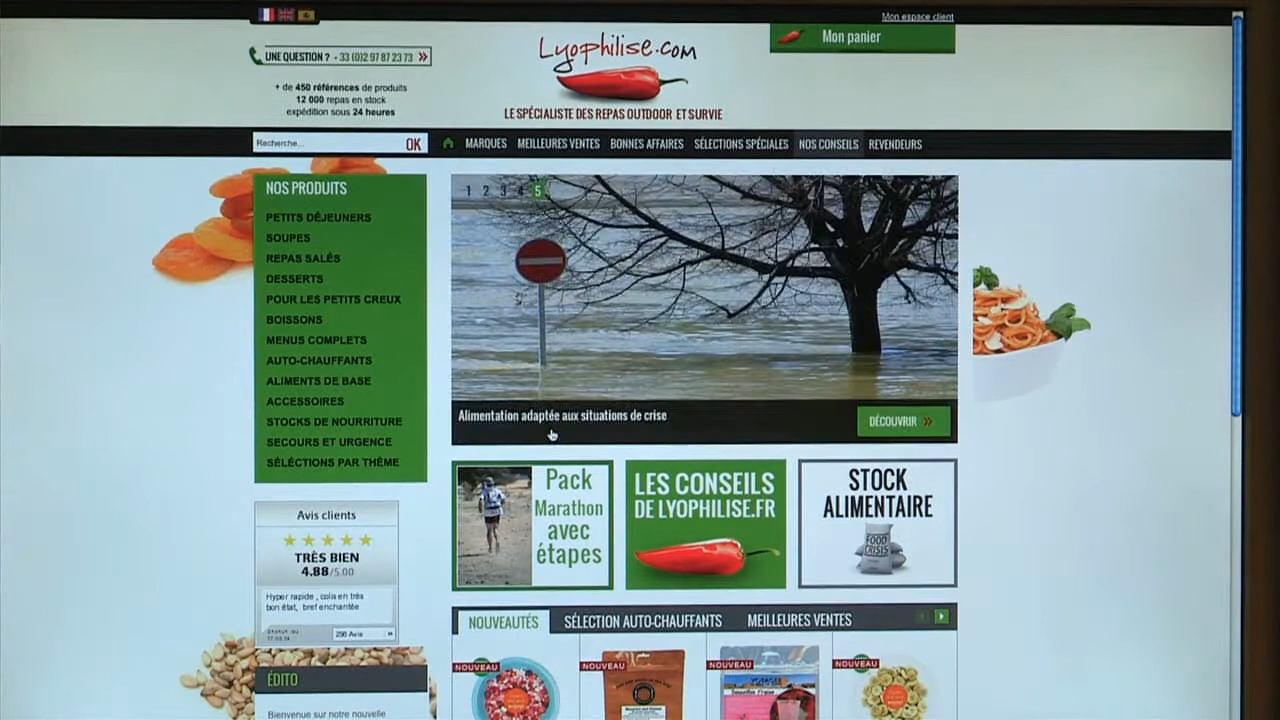 Mon espace client
UNE QUESTION ? + 33 (0)2 97 87 23 73 »
Lyophilise.com
Mon panier
+ de 450 références de produits
12 000 repas en stock
expédition sous 24 heures
LE SPÉCIALISTE DES REPAS OUTDOOR ET SURVIE
Recherche... OK
MARQUES MEILLEURES VENTES BONNES AFFAIRES SÉLECTIONS SPÉCIALES NOS CONSEILS REVENDEURS
NOS PRODUITS
PETITS DÉJEUNERS
SOUPES
REPAS SALÉS
DESSERTS
POUR LES PETITS CREUX
BOISSONS
MENUS COMPLETS
AUTO-CHAUFFANTS
ALIMENTS DE BASE
ACCESSOIRES
STOCKS DE NOURRITURE
SECOURS ET URGENCE
SÉLÉCTIONS PAR THÈME
1 2 3 4 5
Alimentation adaptée aux situations de crise
DÉCOUVRIR »
Pack
Marathon
avec
étapes
LES CONSEILS
DE LYOPHILISE.FR
STOCK
ALIMENTAIRE
FOOD
CRISIS
Avis clients
TRÈS BIEN
4.88/5.00
Hyper rapide , colis en très
bon état, bref enchantée
256 Avis »
ÉDITO
Bienvenue sur notre nouvelle
NOUVEAUTÉS SÉLECTION AUTO-CHAUFFANTS MEILLEURES VENTES
NOUVEAU NOUVEAU NOUVEAU NOUVEAU